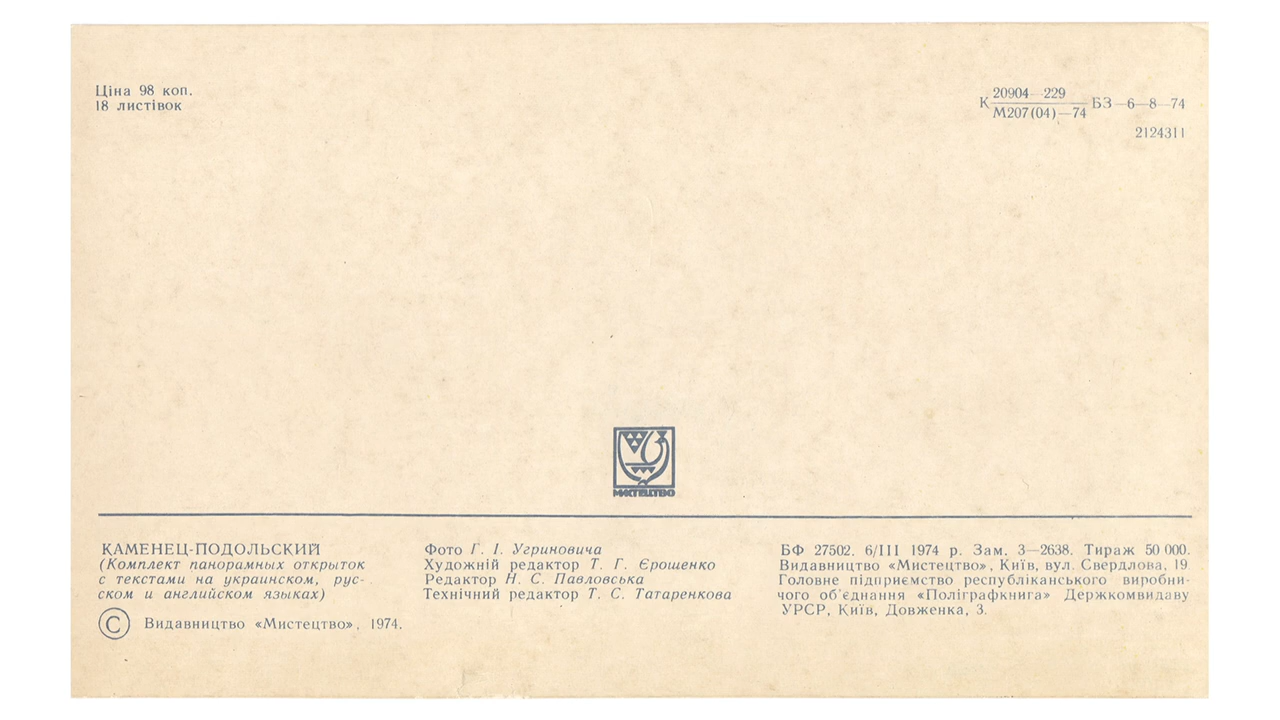 Ціна 98 коп.
18 листівок
К 20904—229 БЗ—6—8—74
М207(04)—74
2124311
МИСТЕЦТВО
КАМЕНЕЦ-ПОДОЛЬСКИЙ
(Комплект панорамных открыток
с текстами на украинском, рус-
ском и английском языках)
© Видавництво «Мистецтво», 1974.
Фото Г. І. Угриновича
Художній редактор Т. Г. Єрошенко
Редактор Н. С. Павловська
Технічний редактор Т. С. Татаренкова
БФ 27502. 6/III 1974 р. Зам. 3—2638. Тираж 50 000.
Видавництво «Мистецтво», Київ, вул. Свердлова, 19
Головне підприємство республіканського виробни-
чого об'єднання «Поліграфкнига» Держкомвидаву
УРСР, Київ, Довженка, 3.